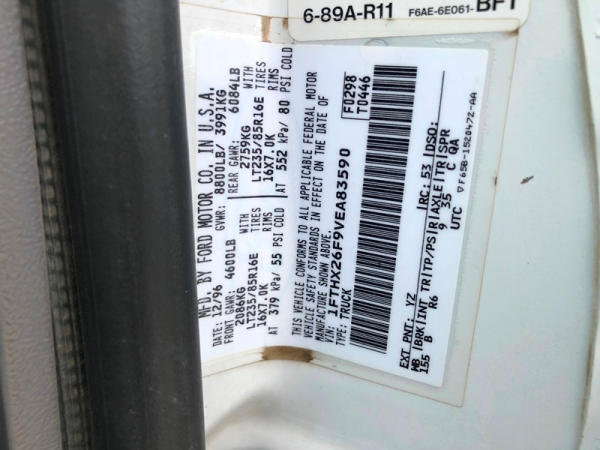 6-89A-R11 F6AE-6E061-BFT
MFD. BY FORD MOTOR CO. IN U.S.A.
DATE: 12/96 GVWR: 8800LB/ 3991KG
FRONT GAWR: 4600LB REAR GAWR: 6084LB
2086KG WITH 2759KG WITH
LT235/85R16E TIRES LT235/85R16E TIRES
16X7.0K RIMS 16X7.0K RIMS
AT 379 kPA/ 55 PSI COLD AT 552 kPA/ 80 PSI COLD
THIS VEHICLE CONFORMS TO ALL APPLICABLE FEDERAL MOTOR
VEHICLE SAFETY STANDARDS IN EFFECT ON THE DATE OF
VIN: 1FTHX26F9VEA83590
TYPE: TRUCK
F0298
T0446
EXT PNT: YZ RC: 53 DSO:
WB BRK INT TR TP/PS R AXLE TR SPR
155 B R6 9 35 C QA
UTC ▽F65B-1520472-AA